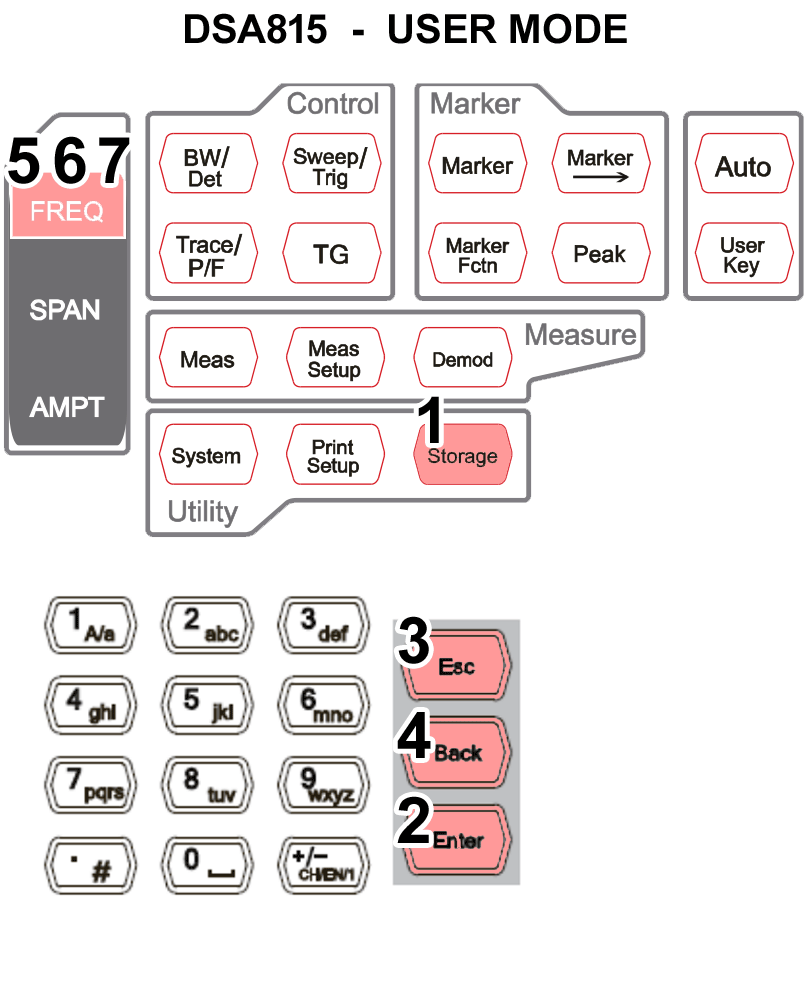 DSA815 - USER MODE
Control
Marker
5 6 7
FREQ
SPAN
AMPT
BW/
Det
Sweep/
Trig
Trace/
P/F
TG
Marker
Marker
Marker
Fctn
Peak
Auto
User
Key
Measure
Meas
Meas
Setup
Demod
1
System
Print
Setup
Storage
Utility
1 A/a
2 abc
3 def
4 ghi
5 jkl
6 mno
7 pqrs
8 tuv
9 wxyz
. #
0
+/−
CH/EN/1
3
Esc
4
Back
2
Enter